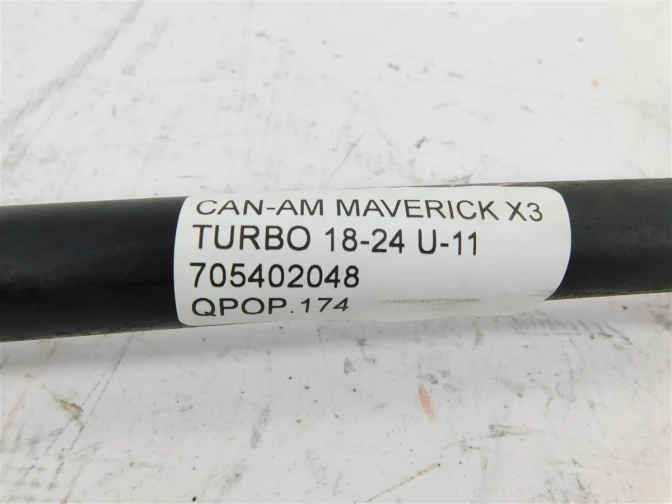 CAN-AM MAVERICK X3
TURBO 18-24 U-11
705402048
QPOP.174